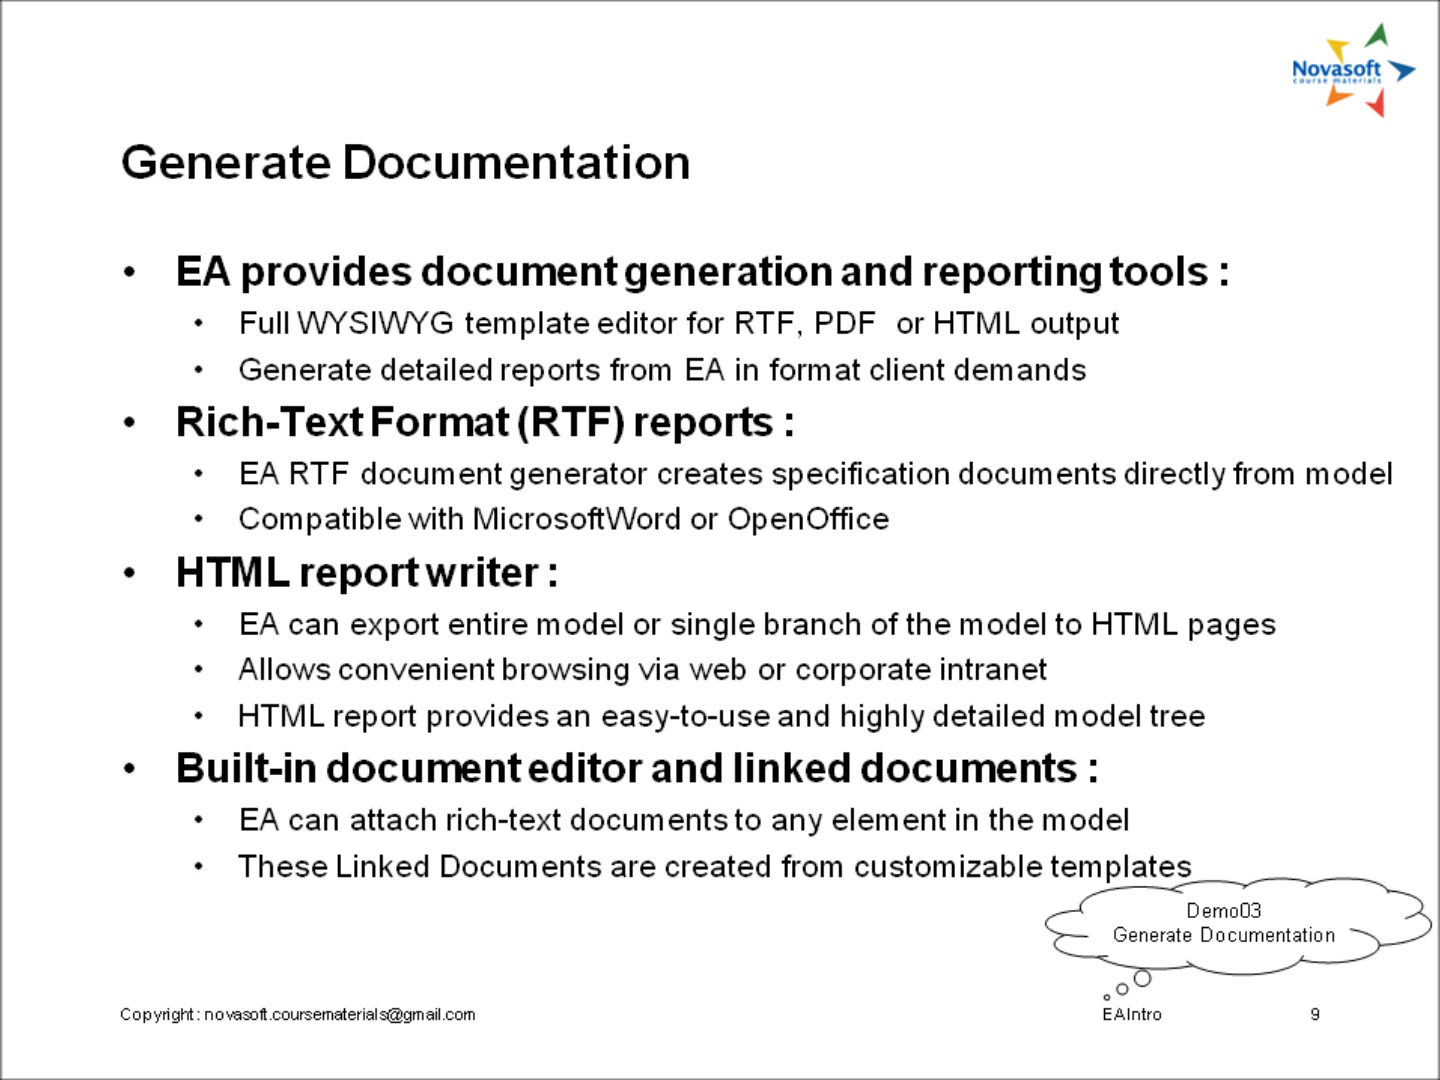 Novasoft
course materials
Generate Documentation
• EA provides document generation and reporting tools :
• Full WYSIWYG template editor for RTF, PDF or HTML output
• Generate detailed reports from EA in format client demands
• Rich-Text Format (RTF) reports :
• EA RTF document generator creates specification documents directly from model
• Compatible with MicrosoftWord or OpenOffice
• HTML report writer :
• EA can export entire model or single branch of the model to HTML pages
• Allows convenient browsing via web or corporate intranet
• HTML report provides an easy-to-use and highly detailed model tree
• Built-in document editor and linked documents :
• EA can attach rich-text documents to any element in the model
• These Linked Documents are created from customizable templates
Demo03
Generate Documentation
Copyright : novasoft.coursematerials@gmail.com
EAIntro
9